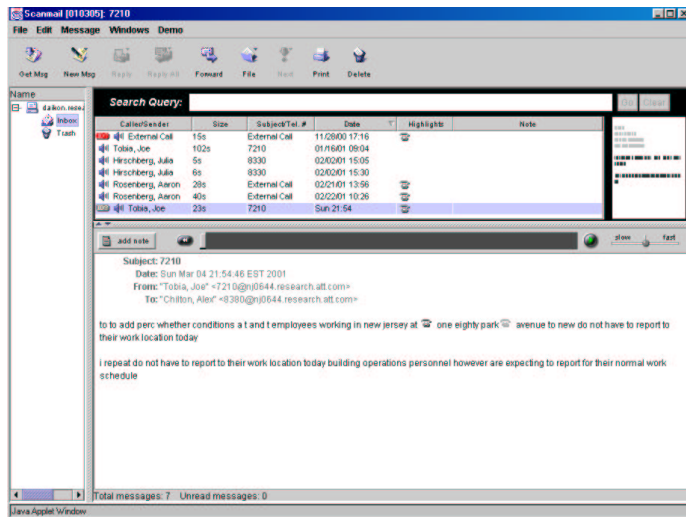 Scanmail [010305]: 7210
File Edit Message Windows Demo
Get Msg New Msg Reply Reply All Forward File Next Print Delete
Name
Search Query: Go Clear
Caller/Sender Size Subject/Tel. # Date Highlights Note
External Call 15s External Call 11/28/00 17:16
Inbox
Trash
Tobia, Joe 102s 7210 01/16/01 09:04
Hirschberg, Julia 5s 8330 02/02/01 15:05
Hirschberg, Julia 6s 8330 02/02/01 15:30
Rosenberg, Aaron 28s External Call 02/21/01 13:56
Rosenberg, Aaron 40s External Call 02/22/01 10:26
Tobia, Joe 23s 7210 Sun 21:54
add note slow fast
Subject: 7210
Date: Sun Mar 04 21:54:46 EST 2001
From: "Tobia, Joe" <7210@nj0644.research.att.com>
To: "Chilton, Alex" <8380@nj0644.research.att.com>
to to add perc whether conditions a t and t employees working in new jersey at one eighty park avenue to new do not have to report to
their work location today
i repeat do not have to report to their work location today building operations personnel however are expecting to report for their normal work
schedule
Total messages: 7 Unread messages: 0
Java Applet Window